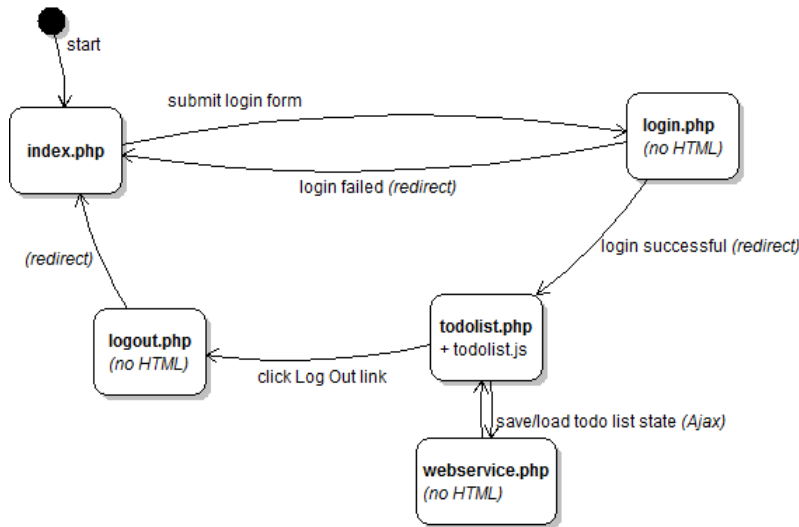 start
submit login form
index.php
login.php
(no HTML)
login failed (redirect)
login successful (redirect)
(redirect)
logout.php
(no HTML)
todolist.php
+ todolist.js
click Log Out link
save/load todo list state (Ajax)
webservice.php
(no HTML)